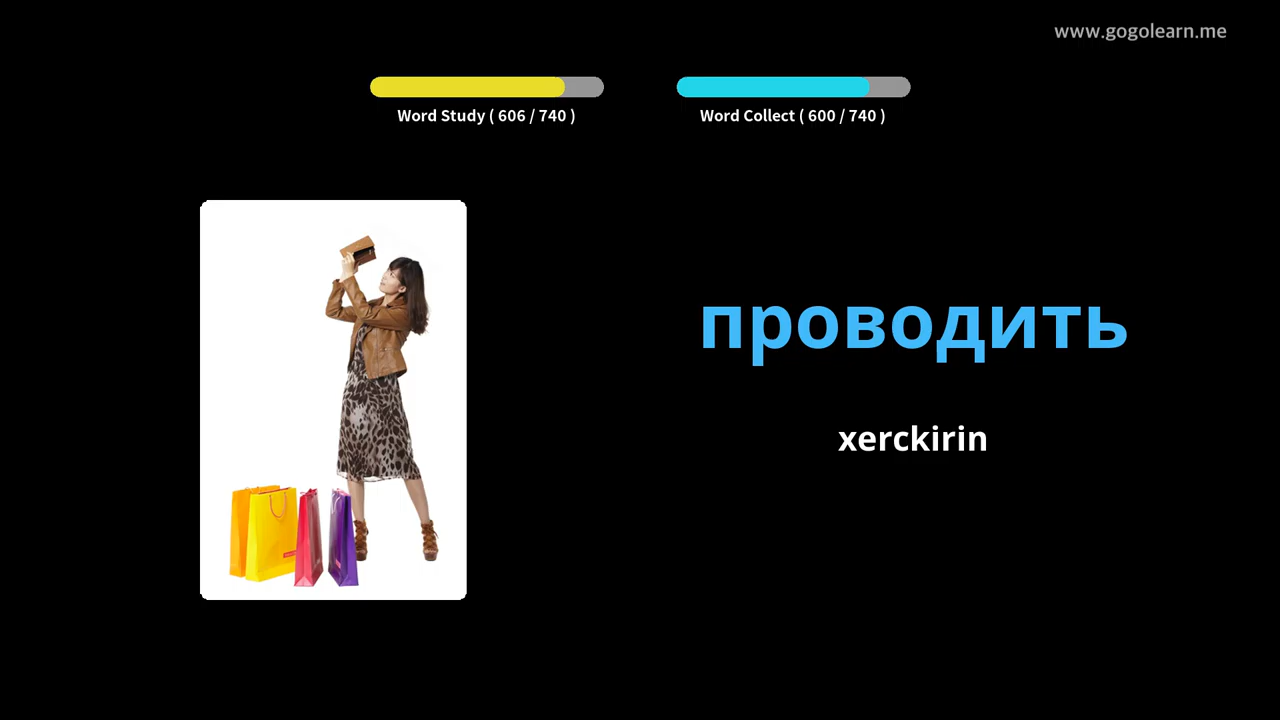 www.gogolearn.me
Word Study ( 606 / 740 )
Word Collect ( 600 / 740 )
проводить
xerckirin